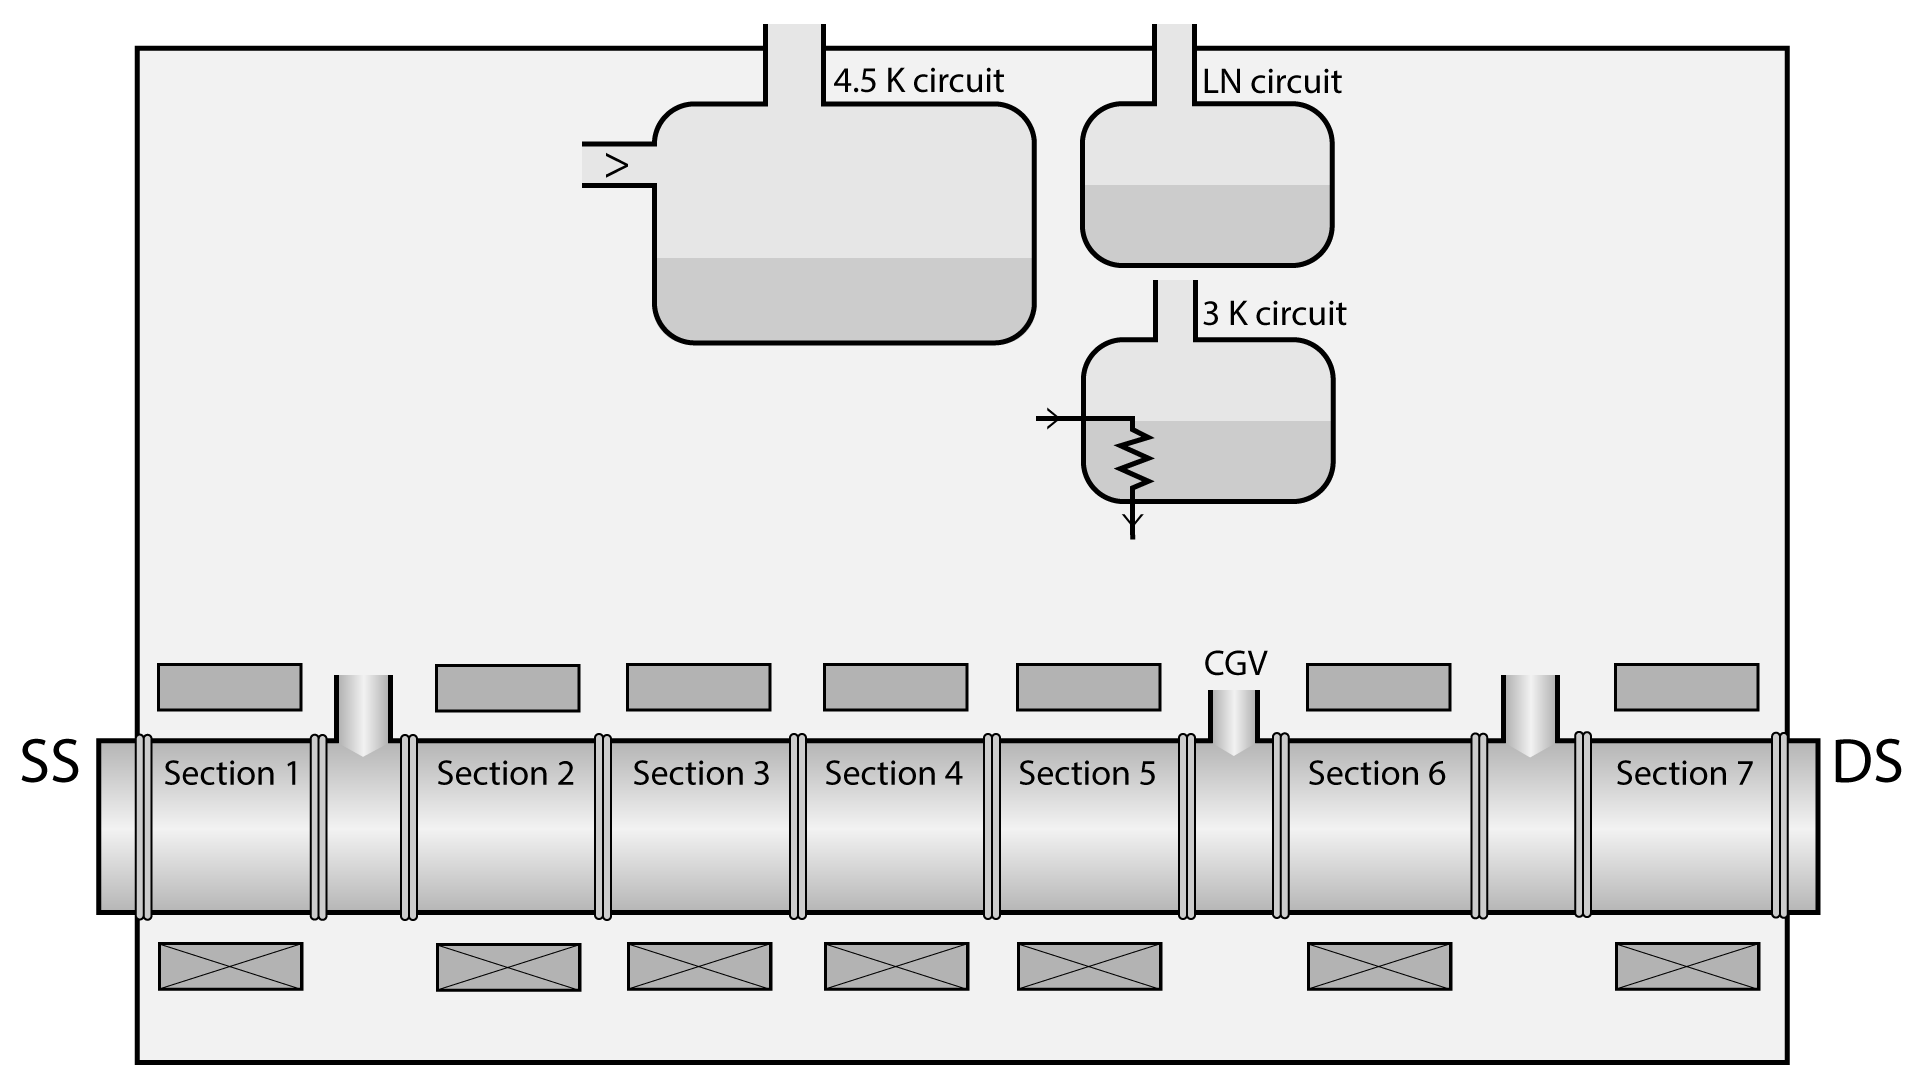 4.5 K circuit
LN circuit
3 K circuit
CGV
SS
Section 1
Section 2
Section 3
Section 4
Section 5
Section 6
Section 7
DS